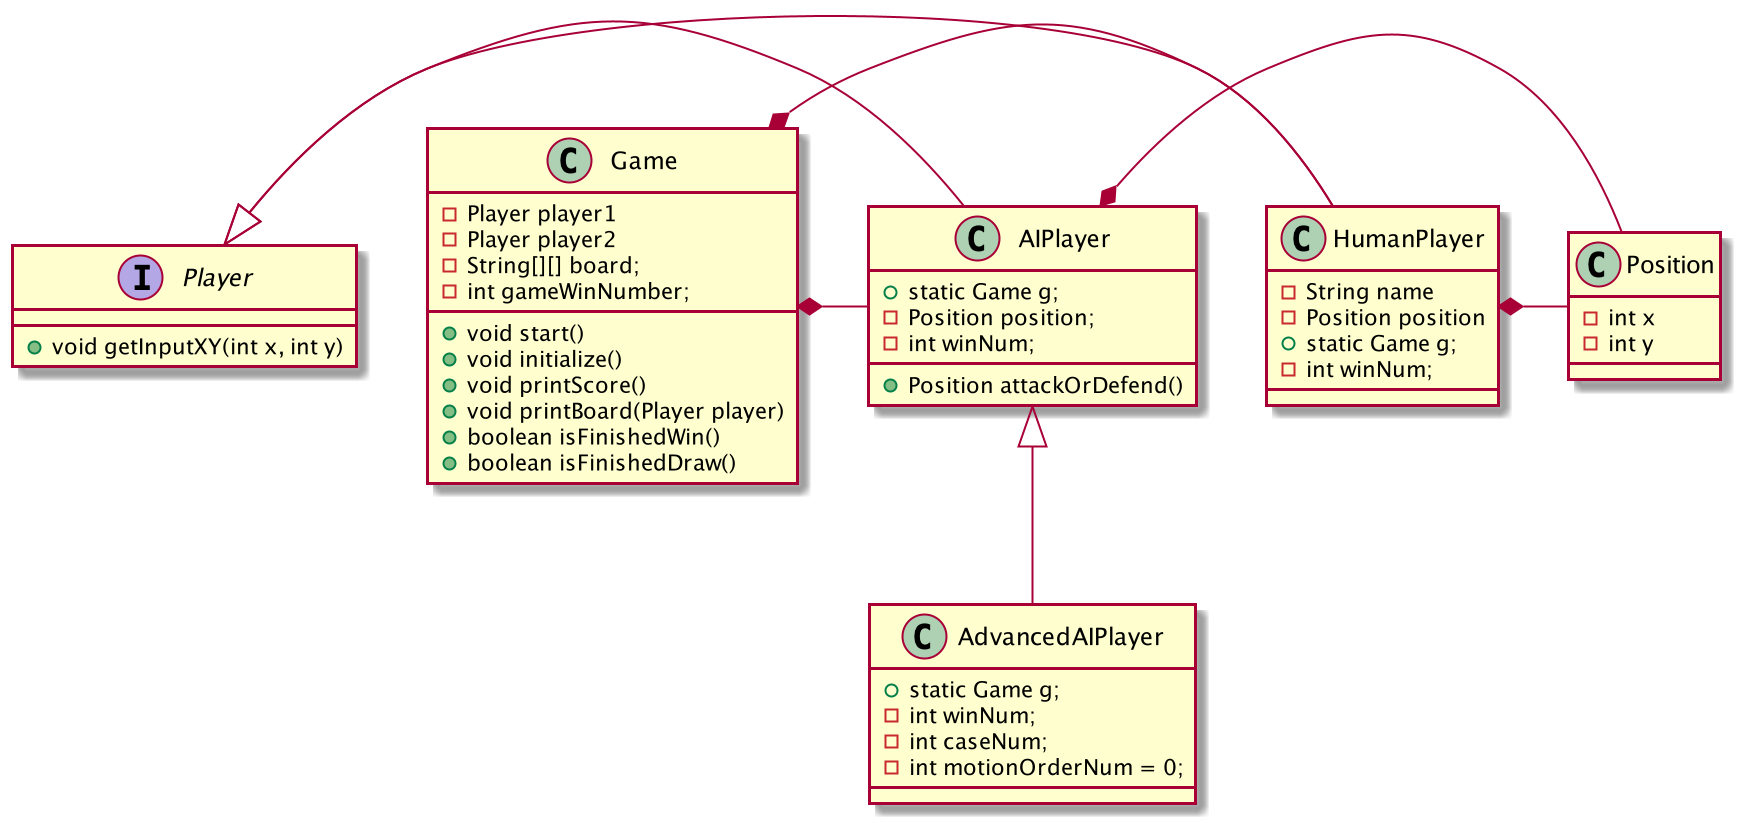 I Player
void getInputXY(int x, int y)
C Game
Player player1
Player player2
String[][] board;
int gameWinNumber;
void start()
void initialize()
void printScore()
void printBoard(Player player)
boolean isFinishedWin()
boolean isFinishedDraw()
C AIPlayer
static Game g;
Position position;
int winNum;
Position attackOrDefend()
C HumanPlayer
String name
Position position
static Game g;
int winNum;
C Position
int x
int y
C AdvancedAIPlayer
static Game g;
int winNum;
int caseNum;
int motionOrderNum = 0;